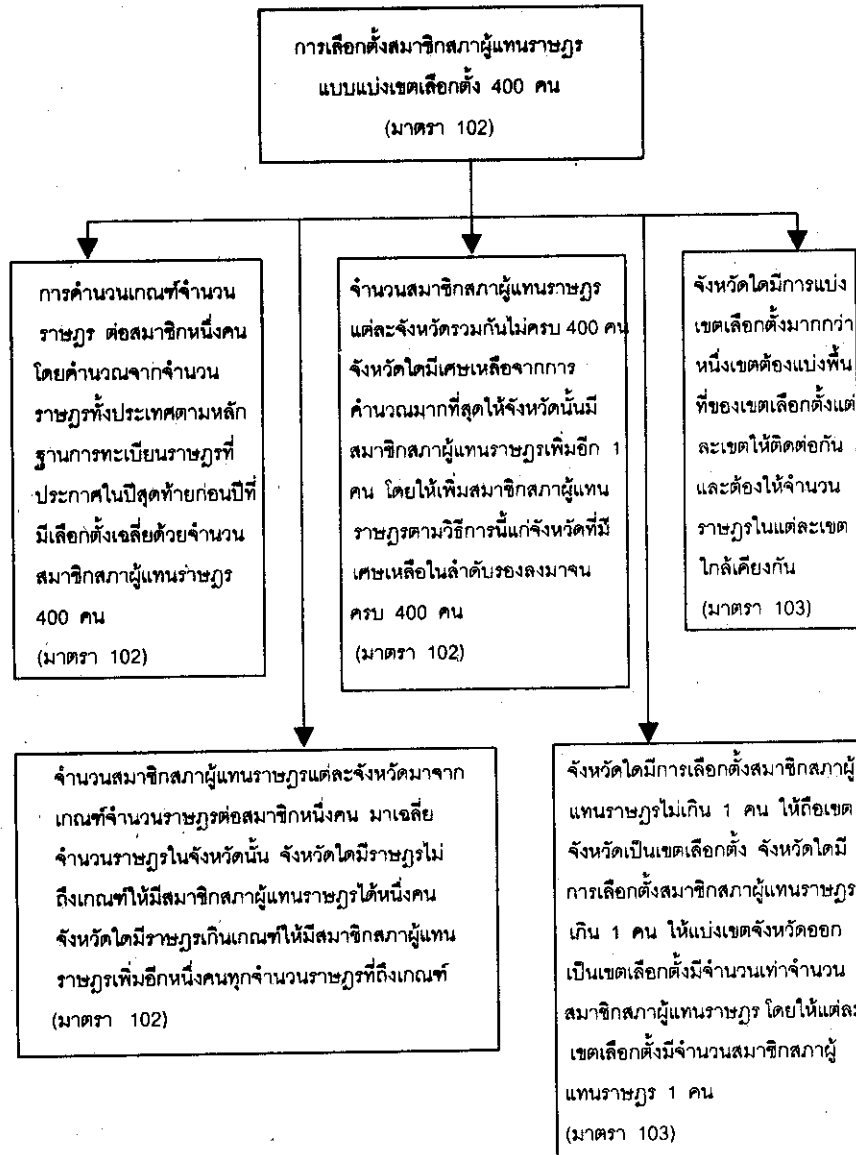 การเลือกตั้งสมาชิกสภาผู้แทนราษฎร
แบบแบ่งเขตเลือกตั้ง 400 คน
(มาตรา 102)
การคำนวนเกณฑ์จำนวน
ราษฎร ต่อสมาชิกหนึ่งคน
โดยคำนวณจากจำนวน
ราษฎรทั้งประเทศตามหลัก
ฐานการทะเบียนราษฎรที่
ประกาศในปีสุดท้ายก่อนปีที่
มีเลือกตั้งเฉลี่ยด้วยจำนวน
สมาชิกสภาผู้แทนราษฎร
400 คน
(มาตรา 102)
จำนวนสมาชิกสภาผู้แทนราษฎร
แต่ละจังหวัดรวมกันไม่ครบ 400 คน
จังหวัดใดมีเศษเหลือจากการ
คำนวณมากที่สุดให้จังหวัดนั้นมี
สมาชิกสภาผู้แทนราษฎรเพิ่มอีก 1
คน โดยให้เพิ่มสมาชิกสภาผู้แทน
ราษฎรตามวิธีการนี้แก่จังหวัดที่มี
เศษเหลือในลำดับรองลงมาจน
ครบ 400 คน
(มาตรา 102)
จังหวัดใดมีการแบ่ง
เขตเลือกตั้งมากกว่า
หนึ่งเขตต้องแบ่งพื้น
ที่ของเขตเลือกตั้งแต่
ละเขตให้ติดต่อกัน
และต้องให้จำนวน
ราษฎรในแต่ละเขต
ใกล้เคียงกัน
(มาตรา 103)
จำนวนสมาชิกสภาผู้แทนราษฎรแต่ละจังหวัดมาจาก
เกณฑ์จำนวนราษฎรต่อสมาชิกหนึ่งคน มาเฉลี่ย
จำนวนราษฎรในจังหวัดนั้น จังหวัดใดมีราษฎรไม่
ถึงเกณฑ์ให้มีสมาชิกสภาผู้แทนราษฎรได้หนึ่งคน
จังหวัดใดมีราษฎรเกินเกณฑ์ให้มีสมาชิกสภาผู้แทน
ราษฎรเพิ่มอีกหนึ่งคนทุกจำนวนราษฎรที่ถึงเกณฑ์
(มาตรา 102)
จังหวัดใดมีการเลือกตั้งสมาชิกสภาผู้
แทนราษฎรไม่เกิน 1 คน ให้ถือเขต
จังหวัดเป็นเขตเลือกตั้ง จังหวัดใดมี
การเลือกตั้งสมาชิกสภาผู้แทนราษฎร
เกิน 1 คน ให้แบ่งเขตจังหวัดออก
เป็นเขตเลือกตั้งมีจำนวนเท่าจำนวน
สมาชิกสภาผู้แทนราษฎร โดยให้แต่ละ
เขตเลือกตั้งมีจำนวนสมาชิกสภาผู้
แทนราษฎร 1 คน
(มาตรา 103)